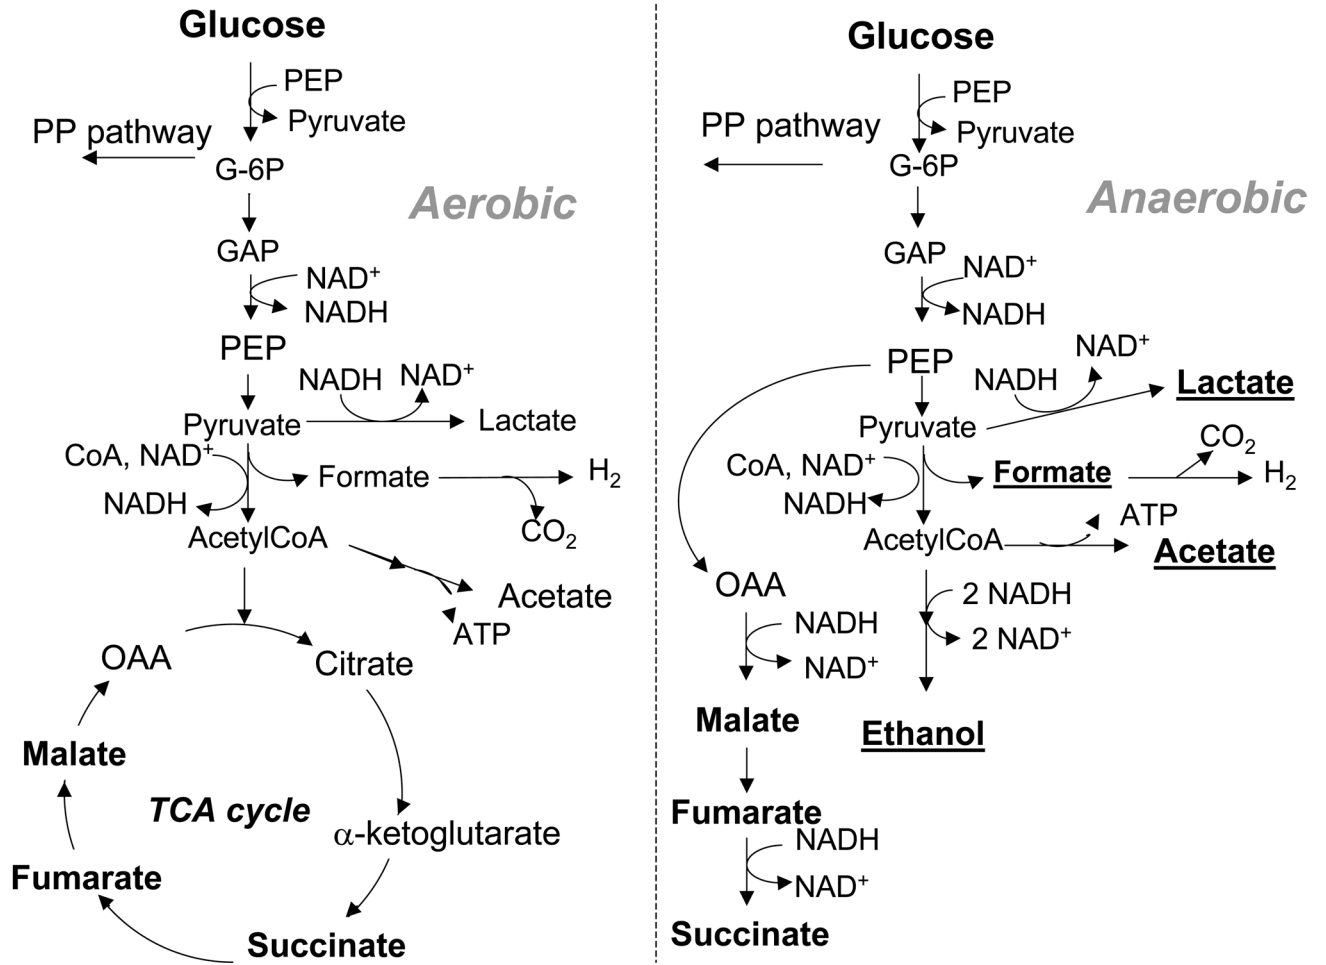 Glucose
PEP
Pyruvate
PP pathway
G-6P
Aerobic
GAP
NAD⁺
NADH
PEP
NADH
NAD⁺
Pyruvate
Lactate
CoA, NAD⁺
NADH
Formate
H₂
CO₂
AcetylCoA
Acetate
ATP
OAA
Citrate
Malate
TCA cycle
α-ketoglutarate
Fumarate
Succinate
Glucose
PEP
Pyruvate
PP pathway
G-6P
Anaerobic
GAP
NAD⁺
NADH
PEP
NADH
NAD⁺
Lactate
Pyruvate
CoA, NAD⁺
NADH
Formate
CO₂
H₂
AcetylCoA
ATP
Acetate
OAA
NADH
NAD⁺
2 NADH
2 NAD⁺
Malate
Ethanol
Fumarate
NADH
NAD⁺
Succinate